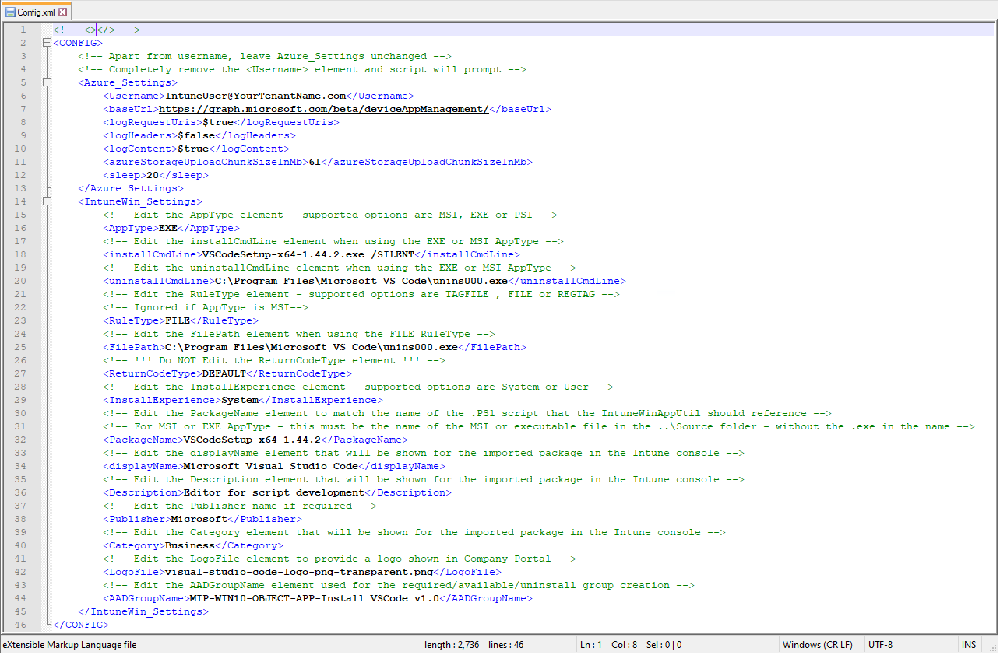 Config.xml
1 <!-- <></> -->
2 <CONFIG>
3 <!-- Apart from username, leave Azure_Settings unchanged -->
4 <!-- Completely remove the <Username> element and script will prompt -->
5 <Azure_Settings>
6 <Username>IntuneUser@YourTenantName.com</Username>
7 <baseUrl>https://graph.microsoft.com/beta/deviceAppManagement/</baseUrl>
8 <logRequestUris>$true</logRequestUris>
9 <logHeaders>$false</logHeaders>
10 <logContent>$true</logContent>
11 <azureStorageUploadChunkSizeInMb>6l</azureStorageUploadChunkSizeInMb>
12 <sleep>20</sleep>
13 </Azure_Settings>
14 <IntuneWin_Settings>
15 <!-- Edit the AppType element - supported options are MSI, EXE or PS1 -->
16 <AppType>EXE</AppType>
17 <!-- Edit the installCmdLine element when using the EXE or MSI AppType -->
18 <installCmdLine>VSCodeSetup-x64-1.44.2.exe /SILENT</installCmdLine>
19 <!-- Edit the uninstallCmdLine element when using the EXE or MSI AppType -->
20 <uninstallCmdLine>C:\Program Files\Microsoft VS Code\unins000.exe</uninstallCmdLine>
21 <!-- Edit the RuleType element - supported options are TAGFILE , FILE or REGTAG -->
22 <!-- Ignored if AppType is MSI-->
23 <RuleType>FILE</RuleType>
24 <!-- Edit the FilePath element when using the FILE RuleType -->
25 <FilePath>C:\Program Files\Microsoft VS Code\unins000.exe</FilePath>
26 <!-- !!! Do NOT Edit the ReturnCodeType element !!! -->
27 <ReturnCodeType>DEFAULT</ReturnCodeType>
28 <!-- Edit the InstallExperience element - supported options are System or User -->
29 <InstallExperience>System</InstallExperience>
30 <!-- Edit the PackageName element to match the name of the .PS1 script that the IntuneWinAppUtil should reference -->
31 <!-- For MSI or EXE AppType - this must be the name of the MSI or executable file in the ..\Source folder - without the .exe in the name -->
32 <PackageName>VSCodeSetup-x64-1.44.2</PackageName>
33 <!-- Edit the displayName element that will be shown for the imported package in the Intune console -->
34 <displayName>Microsoft Visual Studio Code</displayName>
35 <!-- Edit the Description element that will be shown for the imported package in the Intune console -->
36 <Description>Editor for script development</Description>
37 <!-- Edit the Publisher name if required -->
38 <Publisher>Microsoft</Publisher>
39 <!-- Edit the Category element that will be shown for the imported package in the Intune console -->
40 <Category>Business</Category>
41 <!-- Edit the LogoFile element to provide a logo shown in Company Portal -->
42 <LogoFile>visual-studio-code-logo-png-transparent.png</LogoFile>
43 <!-- Edit the AADGroupName element used for the required/available/uninstall group creation -->
44 <AADGroupName>MIP-WIN10-OBJECT-APP-Install VSCode v1.0</AADGroupName>
45 </IntuneWin_Settings>
46 </CONFIG>
eXtensible Markup Language file length : 2,736 lines : 46 Ln : 1 Col : 8 Sel : 0 | 0 Windows (CR LF) UTF-8 INS